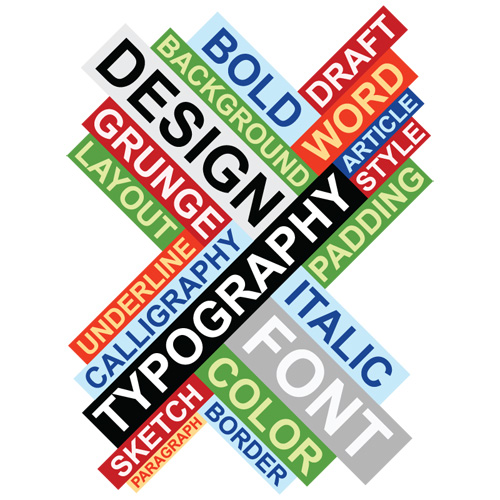 BOLD
BACKGROUND
DESIGN
GRUNGE
LAYOUT
DRAFT
WORD
ARTICLE
STYLE
PADDING
TYPOGRAPHY
UNDERLINE
CALLIGRAPHY
ITALIC
FONT
COLOR
BORDER
SKETCH
PARAGRAPH